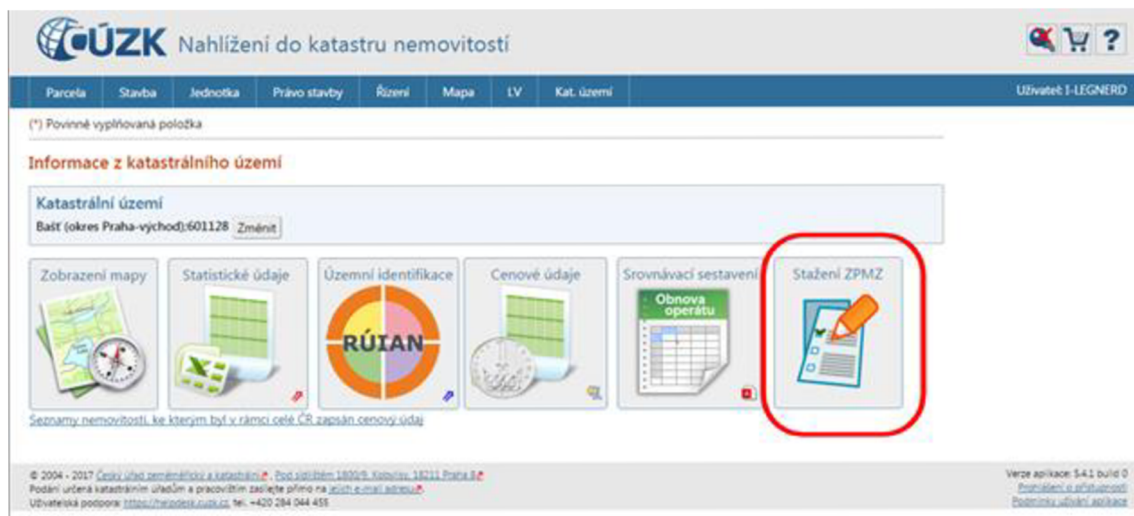 ČÚZK Nahlížení do katastru nemovitostí
?
Parcela Stavba Jednotka Právo stavby Řízení Mapa LV Kat. území Uživatel: I-LEGNERD
(*) Povinně vyplňovaná položka
Informace z katastrálního území
Katastrální území
Bašť (okres Praha-východ);601128 Změnit
Zobrazení mapy Statistické údaje Územní identifikace Cenové údaje Srovnávací sestavení Stažení ZPMZ
Obnova
operátu
RÚIAN
Seznamy nemovitostí, ke kterým byl v rámci celé ČR zapsán cenový údaj
© 2004 - 2017 Český úřad zeměměřický a katastrální, Pod sídlištěm 1800/9, Kobylisy, 18211 Praha 8 Verze aplikace: 5.4.1 build 0
Podání určená katastrálním úřadům a pracovištím zasílejte přímo na jejich e-mail adresu. Prohlášení o přístupnosti
Uživatelská podpora: https://helpdesk.cuzk.cz, tel. +420 284 044 455 Podmínky užívání aplikace